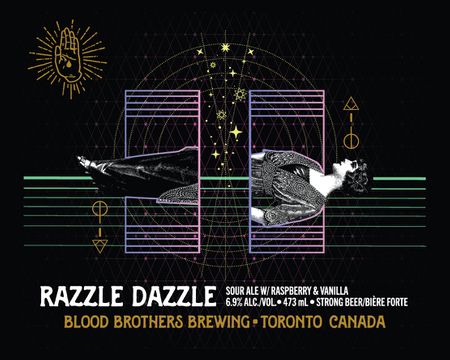 RAZZLE DAZZLE
SOUR ALE W/ RASPBERRY & VANILLA
6.9% ALC./VOL. • 473 mL • STRONG BEER/BIÈRE FORTE
BLOOD BROTHERS BREWING • TORONTO CANADA